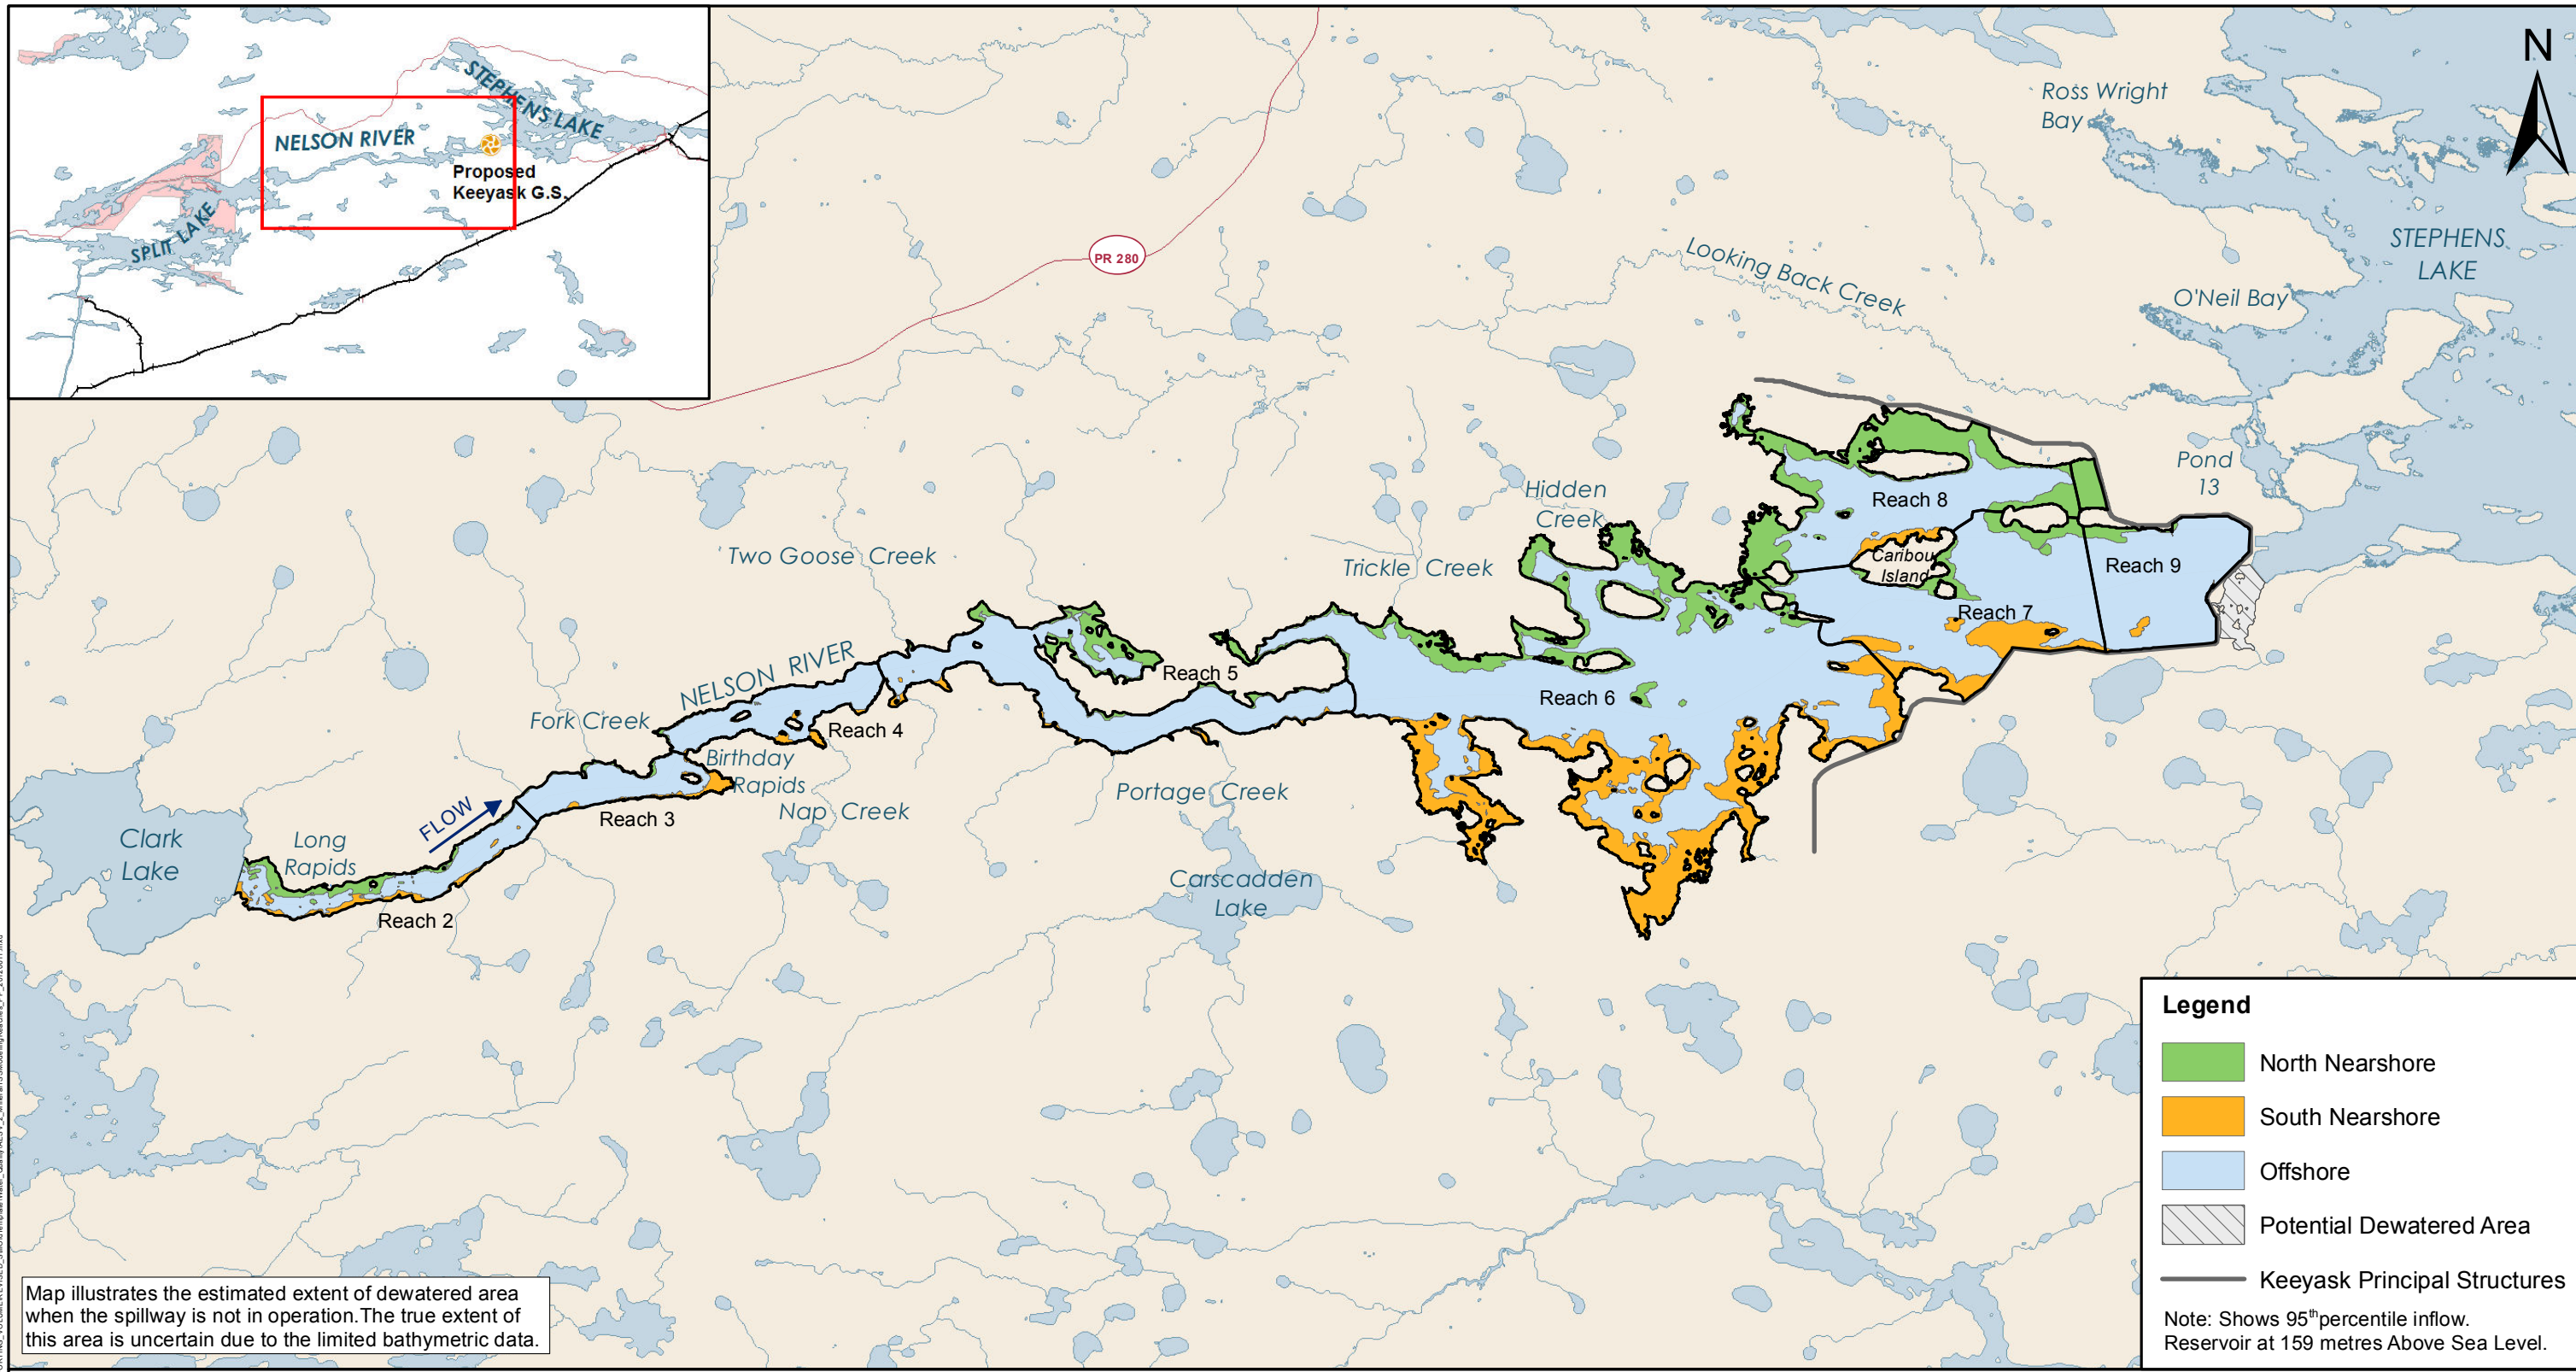 STEPHENS LAKE
NELSON RIVER
Proposed
Keeyask G.S.
SPLIT LAKE
N
Ross Wright
Bay
STEPHENS
LAKE
PR 280
Looking Back Creek
O'Neil Bay
Pond
13
Hidden
Creek
Reach 8
Two Goose Creek
Trickle Creek
Caribou
Island
Reach 9
Reach 7
NELSON RIVER
Reach 5
Reach 6
Fork Creek
Reach 4
Birthday
Rapids
Nap Creek
Portage Creek
Reach 3
FLOW
Clark
Lake
Long
Rapids
Reach 2
Carscadden
Lake
Legend
North Nearshore
South Nearshore
Offshore
Potential Dewatered Area
Keeyask Principal Structures
Note: Shows 95th percentile inflow.
Reservoir at 159 metres Above Sea Level.
Map illustrates the estimated extent of dewatered area
when the spillway is not in operation.The true extent of
this area is uncertain due to the limited bathymetric data.